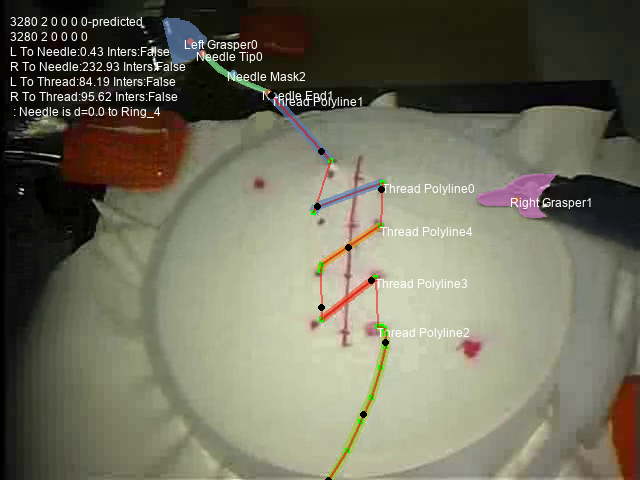 3280 2 0 0 0 0-predicted
3280 2 0 0 0 0
L To Needle:0.43 Inters:False
R To Needle:232.93 Inters:False
L To Thread:84.19 Inters:False
R To Thread:95.62 Inters:False
: Needle is d=0.0 to Ring_4
Left Grasper0
Needle Tip0
Needle Mask2
Needle End1
Thread Polyline1
Thread Polyline0
Right Grasper1
Thread Polyline4
Thread Polyline3
Thread Polyline2